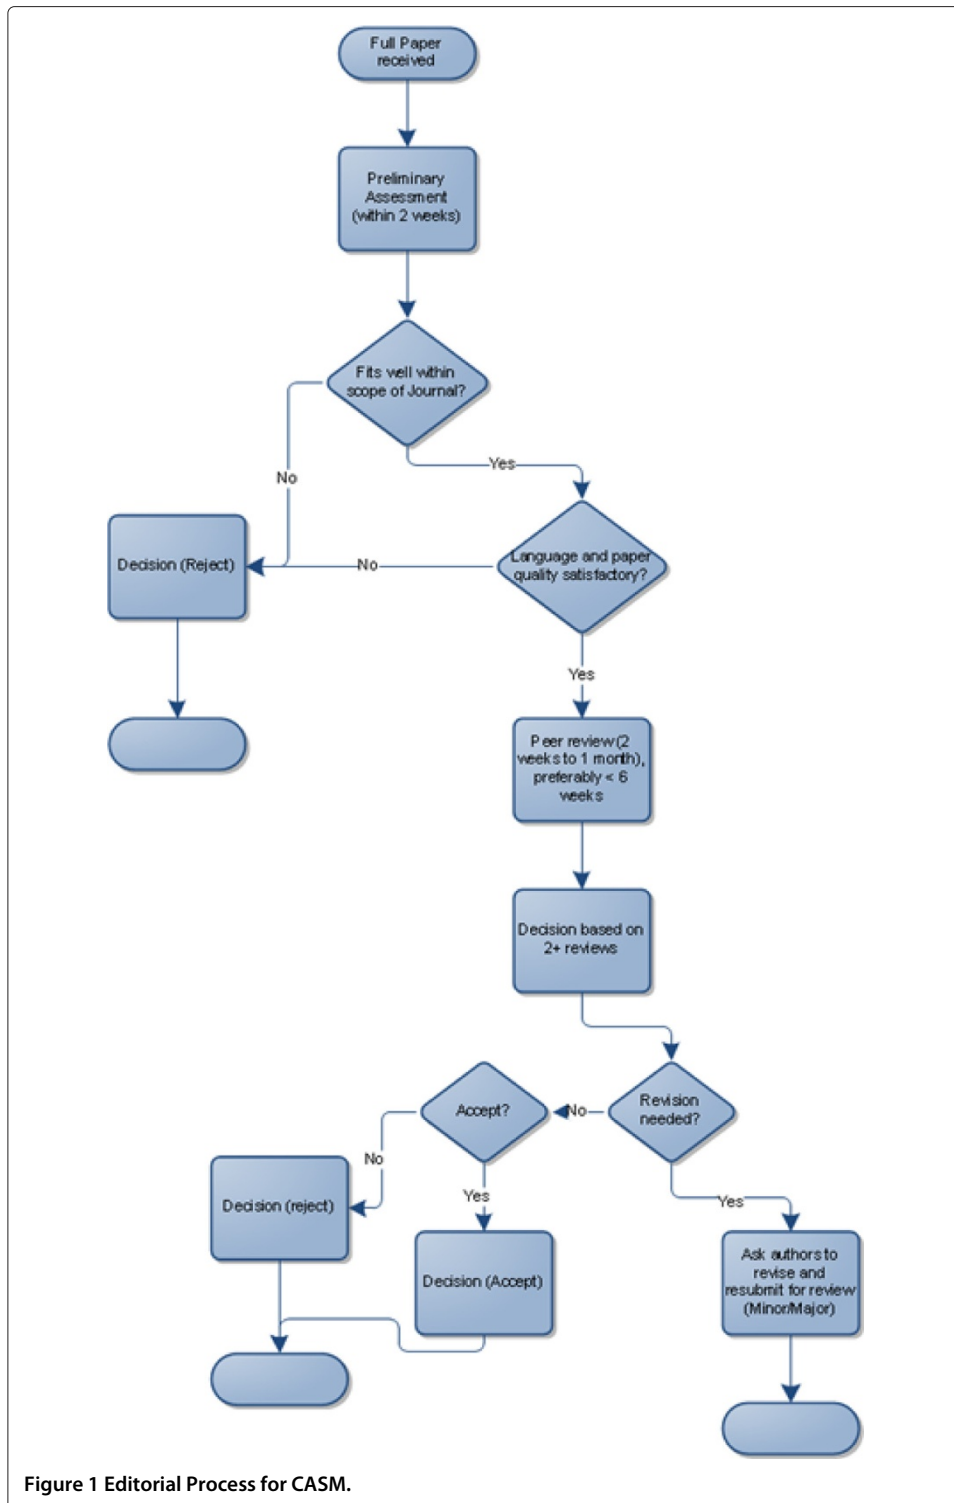 Full Paper
received
Preliminary
Assessment
(within 2 weeks)
Fits well within
scope of Journal?
No
Yes
Decision (Reject)
No
Language and paper
quality satisfactory?
Yes
Peer review (2
weeks to 1 month),
preferably < 6
weeks
Decision based on
2+ reviews
Accept?
No
Revision
needed?
No
Yes
Yes
Decision (reject)
Decision (Accept)
Ask authors to
revise and
resubmit for review
(Minor/Major)
Figure 1 Editorial Process for CASM.